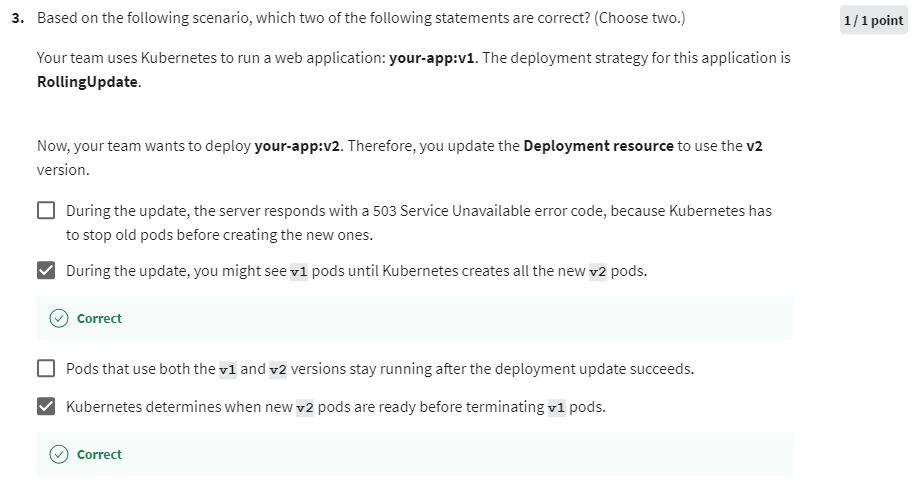 3. Based on the following scenario, which two of the following statements are correct? (Choose two.)
1 / 1 point
Your team uses Kubernetes to run a web application: your-app:v1. The deployment strategy for this application is
RollingUpdate.
Now, your team wants to deploy your-app:v2. Therefore, you update the Deployment resource to use the v2
version.
During the update, the server responds with a 503 Service Unavailable error code, because Kubernetes has
to stop old pods before creating the new ones.
During the update, you might see v1 pods until Kubernetes creates all the new v2 pods.
Correct
Pods that use both the v1 and v2 versions stay running after the deployment update succeeds.
Kubernetes determines when new v2 pods are ready before terminating v1 pods.
Correct